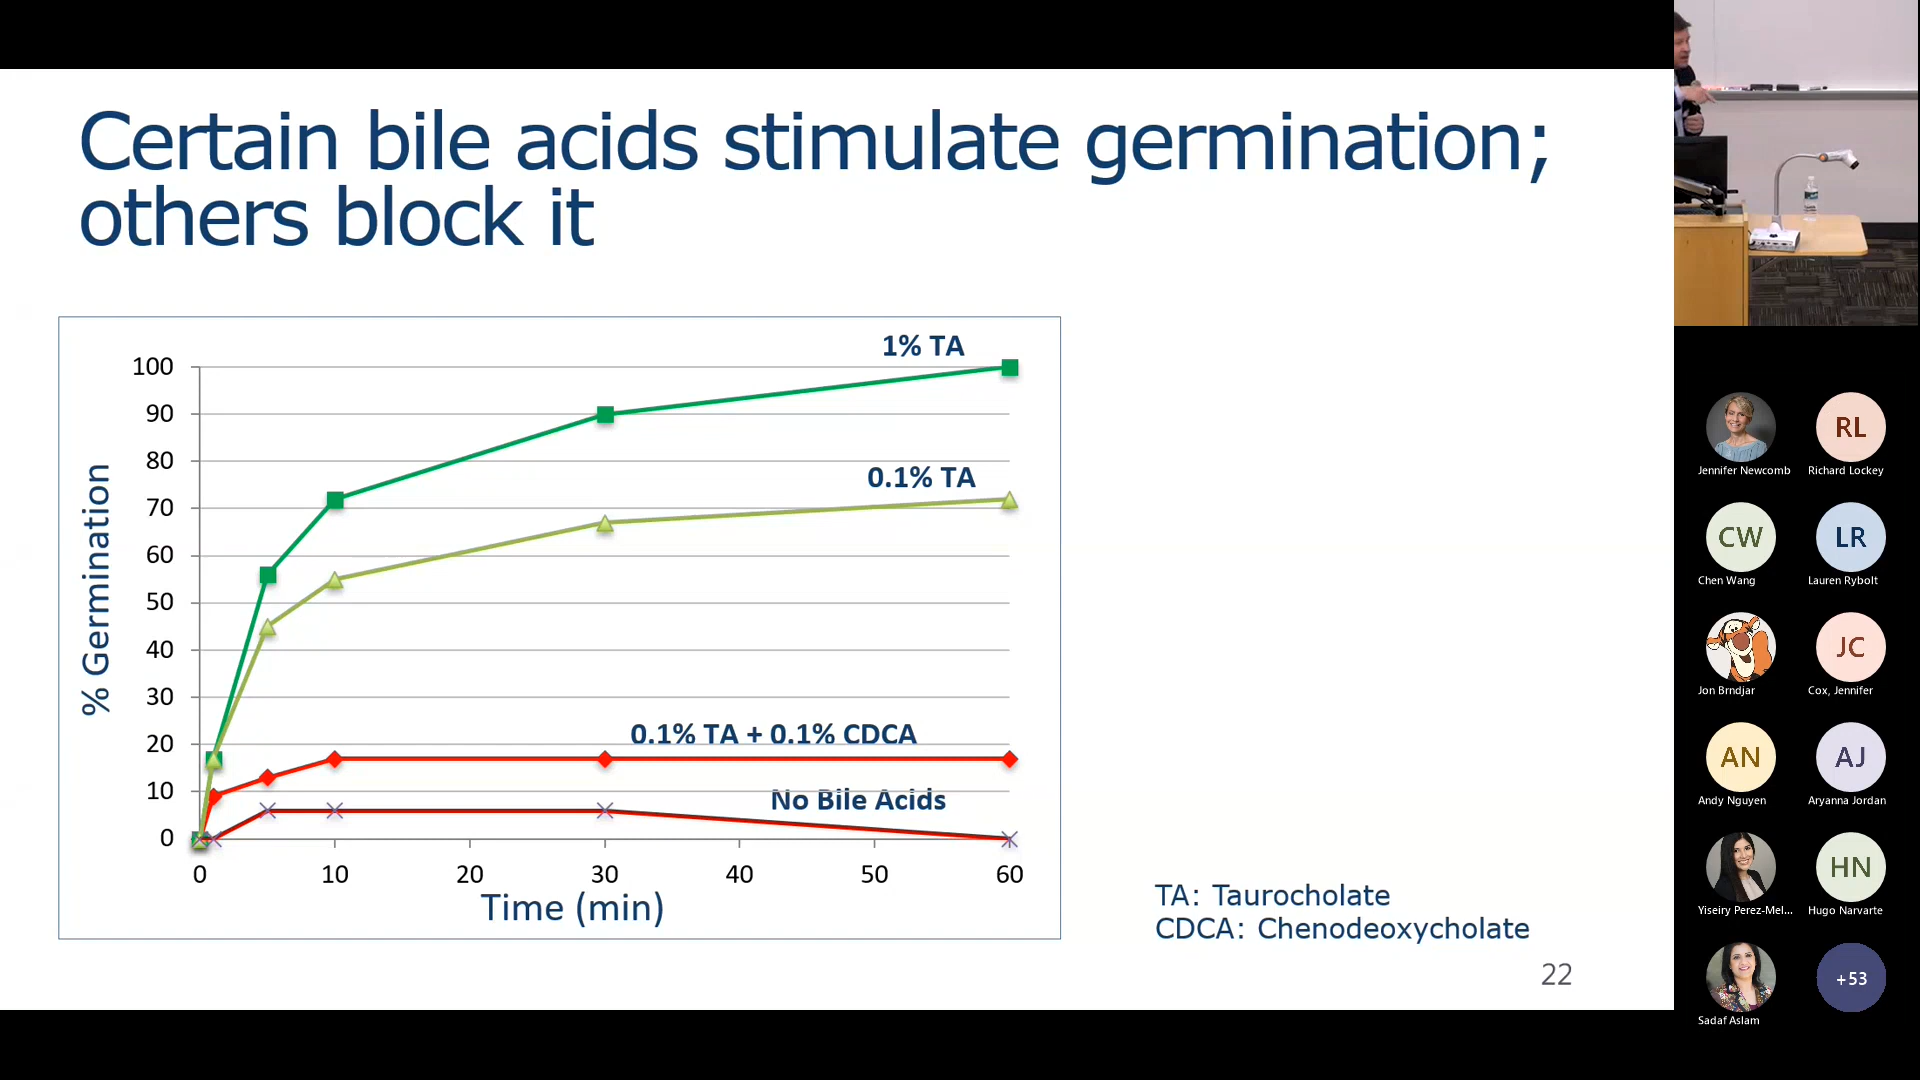 Certain bile acids stimulate germination;
others block it
1% TA
0.1% TA
0.1% TA + 0.1% CDCA
No Bile Acids
% Germination
100
90
80
70
60
50
40
30
20
10
0
0 10 20 30 40 50 60
Time (min)
TA: Taurocholate
CDCA: Chenodeoxycholate
22
RL
Jennifer Newcomb
Richard Lockey
CW
LR
Chen Wang
Lauren Rybolt
JC
Jon Brndjar
Cox, Jennifer
AN
AJ
Andy Nguyen
Aryanna Jordan
HN
Yiseiry Perez-Mel...
Hugo Narvarte
+53
Sadaf Aslam